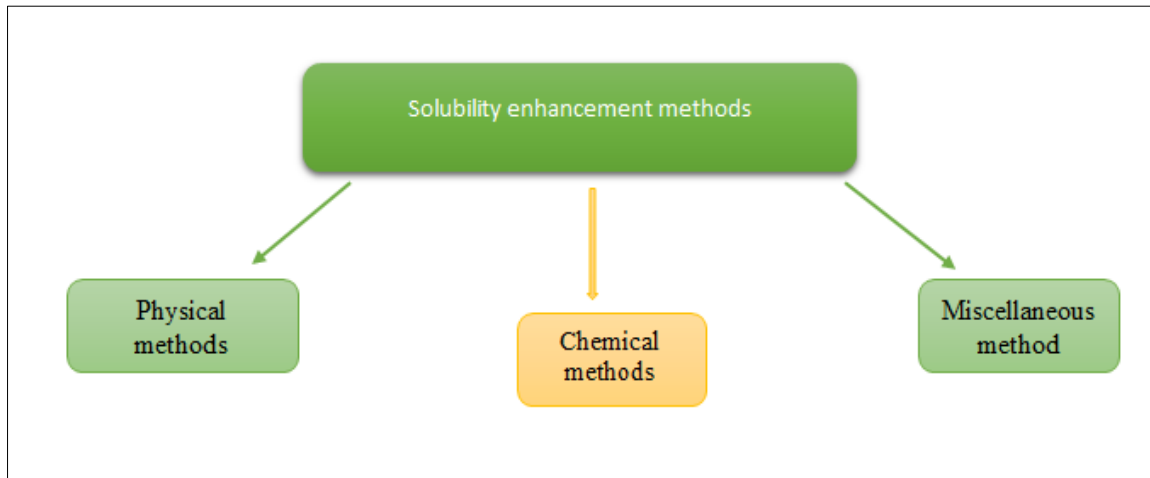 Solubility enhancement methods
Physical
methods
Chemical
methods
Miscellaneous
method